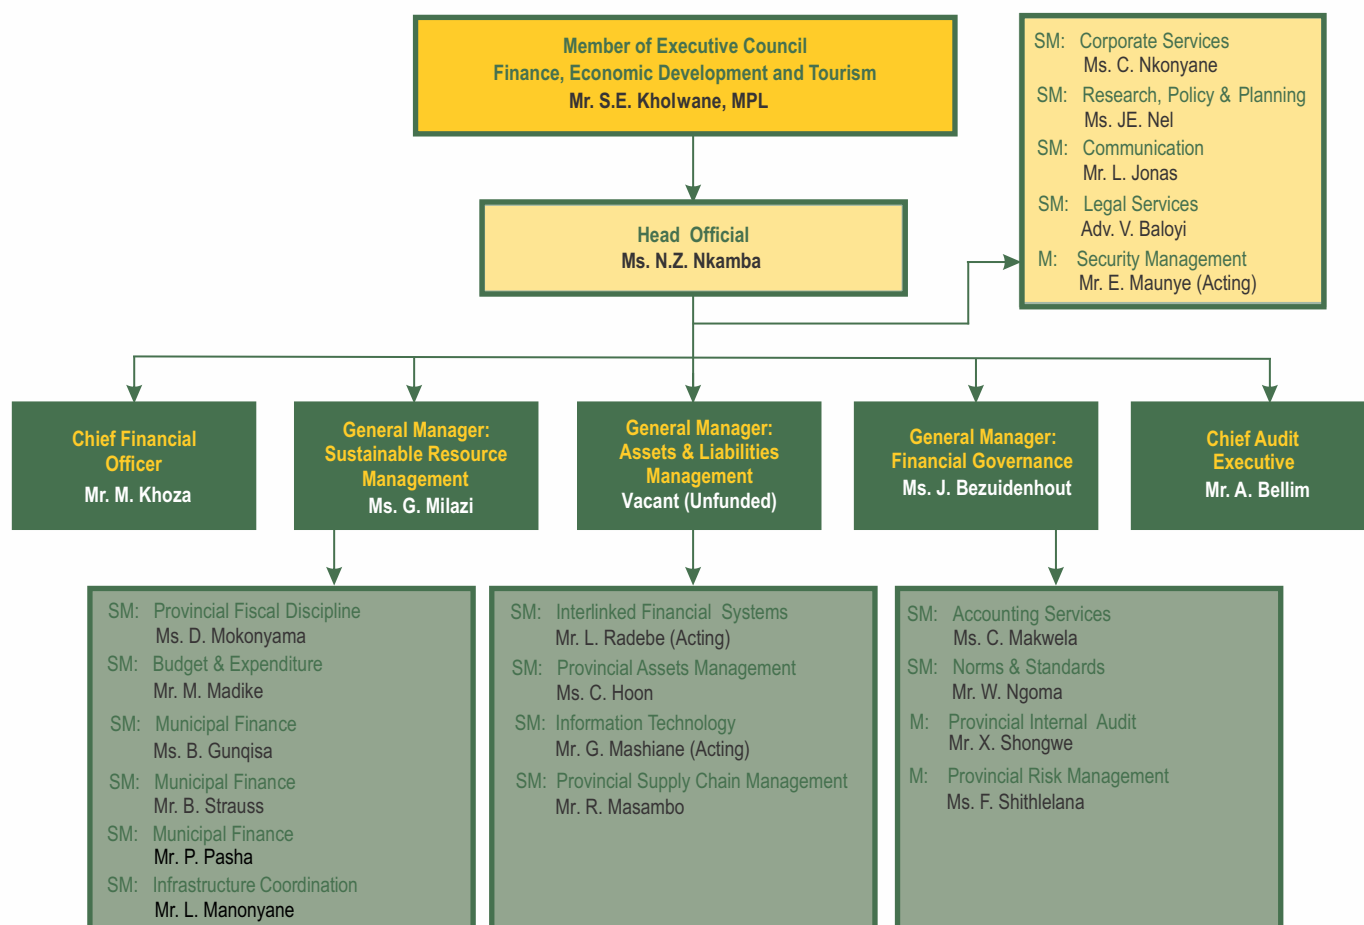 Member of Executive Council
Finance, Economic Development and Tourism
Mr. S.E. Kholwane, MPL
SM: Corporate Services
Ms. C. Nkonyane
SM: Research, Policy & Planning
Ms. JE. Nel
SM: Communication
Mr. L. Jonas
SM: Legal Services
Adv. V. Baloyi
M: Security Management
Mr. E. Maunye (Acting)
Head Official
Ms. N.Z. Nkamba
Chief Financial
Officer
Mr. M. Khoza
General Manager:
Sustainable Resource
Management
Ms. G. Milazi
General Manager:
Assets & Liabilities
Management
Vacant (Unfunded)
General Manager:
Financial Governance
Ms. J. Bezuidenhout
Chief Audit
Executive
Mr. A. Bellim
SM: Provincial Fiscal Discipline
Ms. D. Mokonyama
SM: Budget & Expenditure
Mr. M. Madike
SM: Municipal Finance
Ms. B. Gunqisa
SM: Municipal Finance
Mr. B. Strauss
SM: Municipal Finance
Mr. P. Pasha
SM: Infrastructure Coordination
Mr. L. Manonyane
SM: Interlinked Financial Systems
Mr. L. Radebe (Acting)
SM: Provincial Assets Management
Ms. C. Hoon
SM: Information Technology
Mr. G. Mashiane (Acting)
SM: Provincial Supply Chain Management
Mr. R. Masambo
SM: Accounting Services
Ms. C. Makwela
SM: Norms & Standards
Mr. W. Ngoma
M: Provincial Internal Audit
Mr. X. Shongwe
M: Provincial Risk Management
Ms. F. Shithlelana